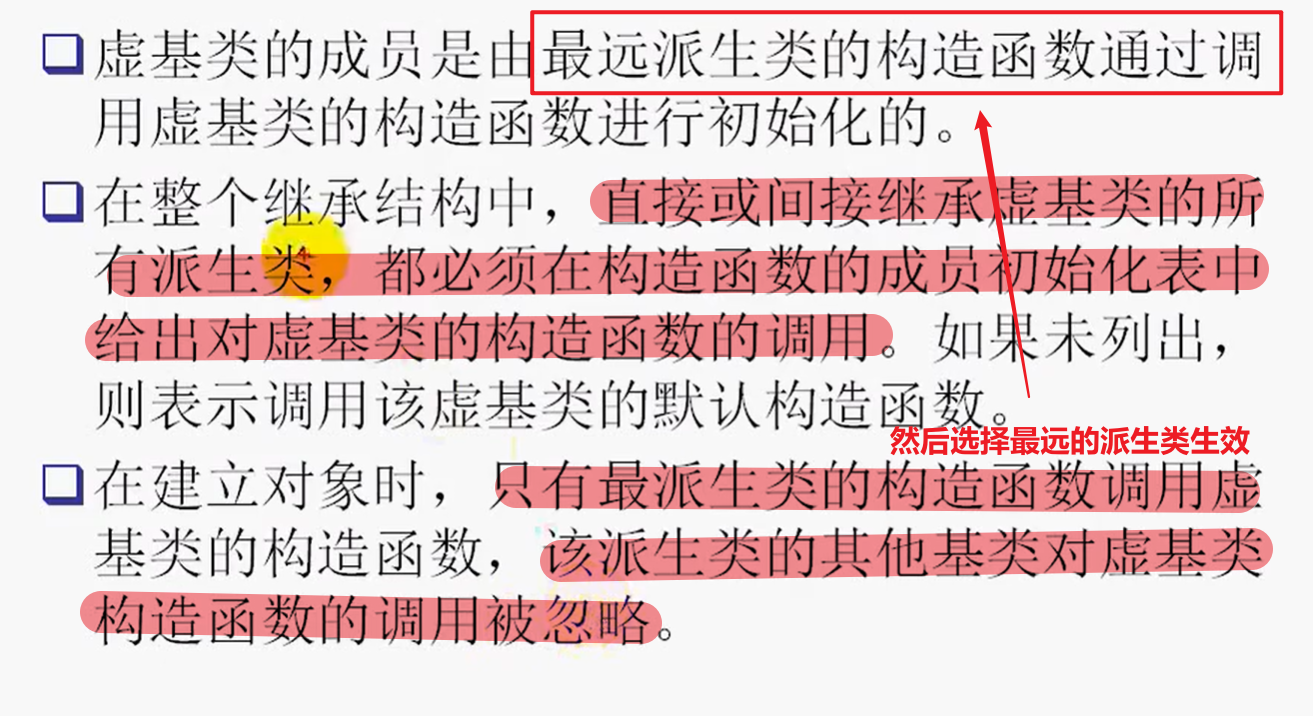 虚基类的成员是由最远派生类的构造函数通过调
用虚基类的构造函数进行初始化的。
在整个继承结构中，直接或间接继承虚基类的所
有派生类，都必须在构造函数的成员初始化表中
给出对虚基类的构造函数的调用。如果未列出，
则表示调用该虚基类的默认构造函数。
然后选择最远的派生类生效
在建立对象时，只有最派生类的构造函数调用虚
基类的构造函数，该派生类的其他基类对虚基类
构造函数的调用被忽略。